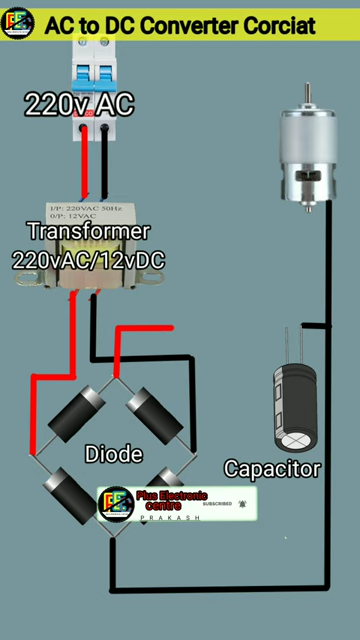 AC to DC Converter Corciat
220v AC
I/P: 220VAC 50Hz
0/P: 12VAC
Transformer
220vAC/12vDC
Diode
Capacitor
Plus Electronic
centre
SUBSCRIBED
PRAKASH